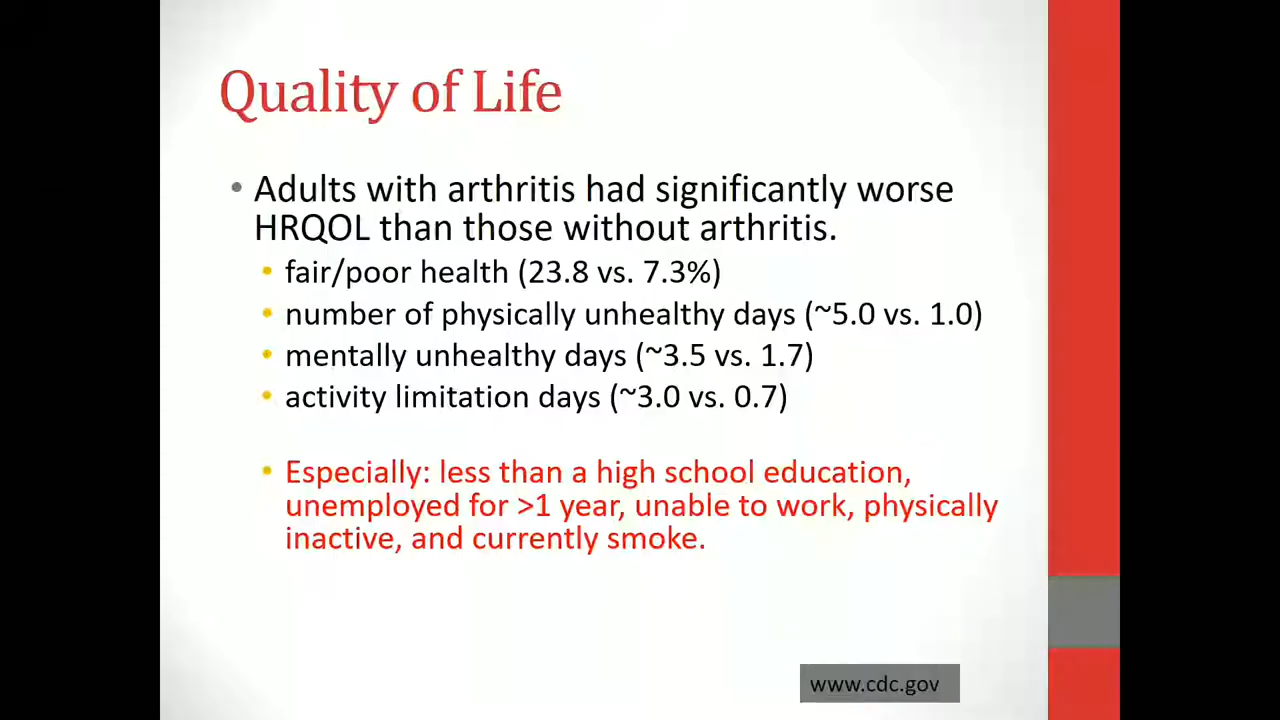 Quality of Life
• Adults with arthritis had significantly worse
HRQOL than those without arthritis.
• fair/poor health (23.8 vs. 7.3%)
• number of physically unhealthy days (~5.0 vs. 1.0)
• mentally unhealthy days (~3.5 vs. 1.7)
• activity limitation days (~3.0 vs. 0.7)
• Especially: less than a high school education,
unemployed for >1 year, unable to work, physically
inactive, and currently smoke.
www.cdc.gov